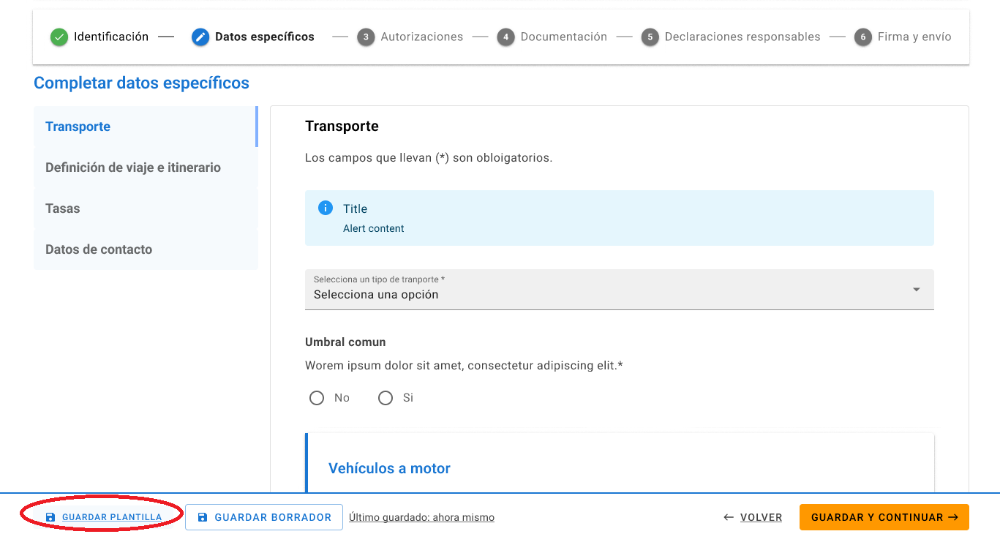 Identificación
Datos específicos
3 Autorizaciones
4 Documentación
5 Declaraciones responsables
6 Firma y envío
Completar datos específicos
Transporte
Definición de viaje e itinerario
Tasas
Datos de contacto
Transporte
Los campos que llevan (*) son obloigatorios.
Title
Alert content
Selecciona un tipo de tranporte *
Selecciona una opción
Umbral comun
Worem ipsum dolor sit amet, consectetur adipiscing elit.*
No
Si
Vehículos a motor
GUARDAR PLANTILLA
GUARDAR BORRADOR
Último guardado: ahora mismo
← VOLVER
GUARDAR Y CONTINUAR →